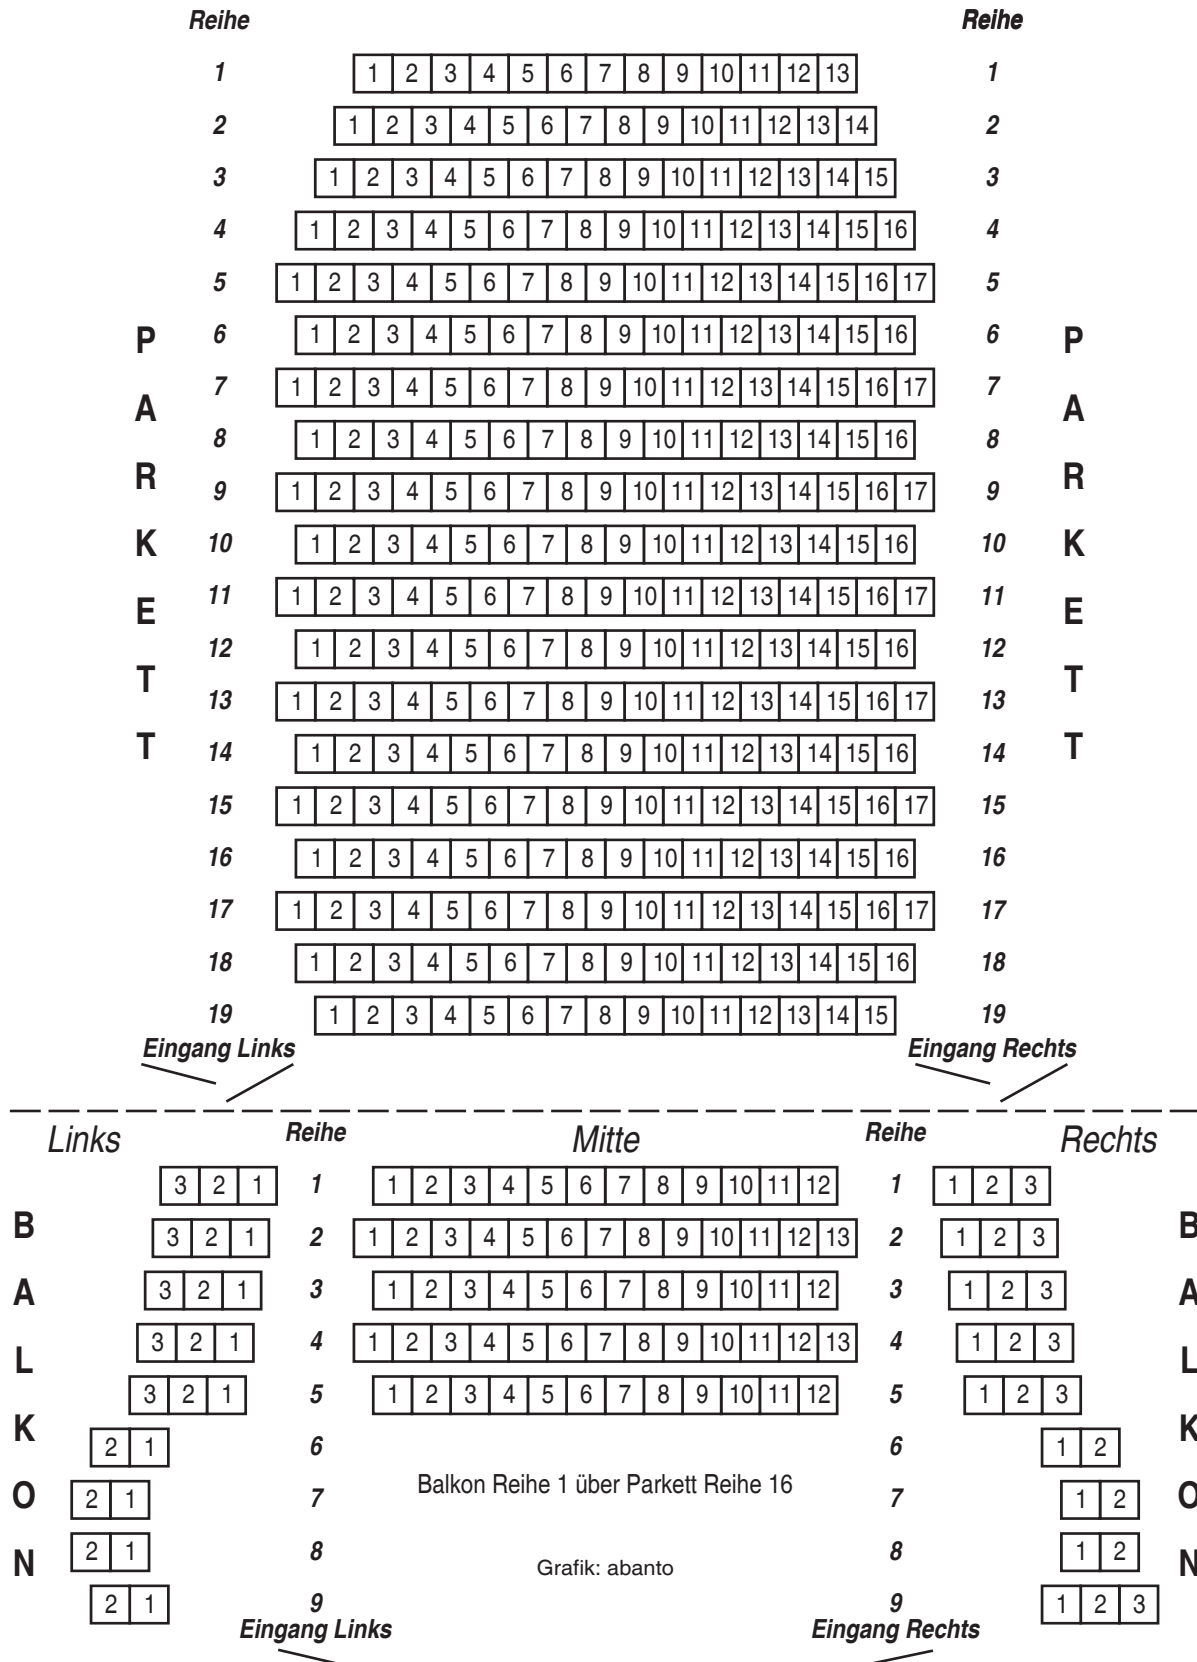 Reihe Reihe
1 1 2 3 4 5 6 7 8 9 10 11 12 13 1
2 1 2 3 4 5 6 7 8 9 10 11 12 13 14 2
3 1 2 3 4 5 6 7 8 9 10 11 12 13 14 15 3
4 1 2 3 4 5 6 7 8 9 10 11 12 13 14 15 16 4
5 1 2 3 4 5 6 7 8 9 10 11 12 13 14 15 16 17 5
P 6 1 2 3 4 5 6 7 8 9 10 11 12 13 14 15 16 6 P
7 1 2 3 4 5 6 7 8 9 10 11 12 13 14 15 16 17 7
A A
8 1 2 3 4 5 6 7 8 9 10 11 12 13 14 15 16 8
R 9 1 2 3 4 5 6 7 8 9 10 11 12 13 14 15 16 17 9 R
K 10 1 2 3 4 5 6 7 8 9 10 11 12 13 14 15 16 10 K
E 11 1 2 3 4 5 6 7 8 9 10 11 12 13 14 15 16 17 11 E
12 1 2 3 4 5 6 7 8 9 10 11 12 13 14 15 16 12
T T
13 1 2 3 4 5 6 7 8 9 10 11 12 13 14 15 16 17 13
T 14 1 2 3 4 5 6 7 8 9 10 11 12 13 14 15 16 14 T
15 1 2 3 4 5 6 7 8 9 10 11 12 13 14 15 16 17 15
16 1 2 3 4 5 6 7 8 9 10 11 12 13 14 15 16 16
17 1 2 3 4 5 6 7 8 9 10 11 12 13 14 15 16 17 17
18 1 2 3 4 5 6 7 8 9 10 11 12 13 14 15 16 18
19 1 2 3 4 5 6 7 8 9 10 11 12 13 14 15 19
Eingang Links Eingang Rechts
Links Reihe Mitte Reihe Rechts
3 2 1 1 1 2 3 4 5 6 7 8 9 10 11 12 1 1 2 3
B 3 2 1 2 1 2 3 4 5 6 7 8 9 10 11 12 13 2 1 2 3 B
A 3 2 1 3 1 2 3 4 5 6 7 8 9 10 11 12 3 1 2 3 A
L 3 2 1 4 1 2 3 4 5 6 7 8 9 10 11 12 13 4 1 2 3 L
3 2 1 5 1 2 3 4 5 6 7 8 9 10 11 12 5 1 2 3
K 2 1 6 6 1 2 K
O 2 1 7 Balkon Reihe 1 über Parkett Reihe 16 7 1 2 O
N 2 1 8 Grafik: abanto 8 1 2 N
2 1 9 9 1 2 3
Eingang Links Eingang Rechts